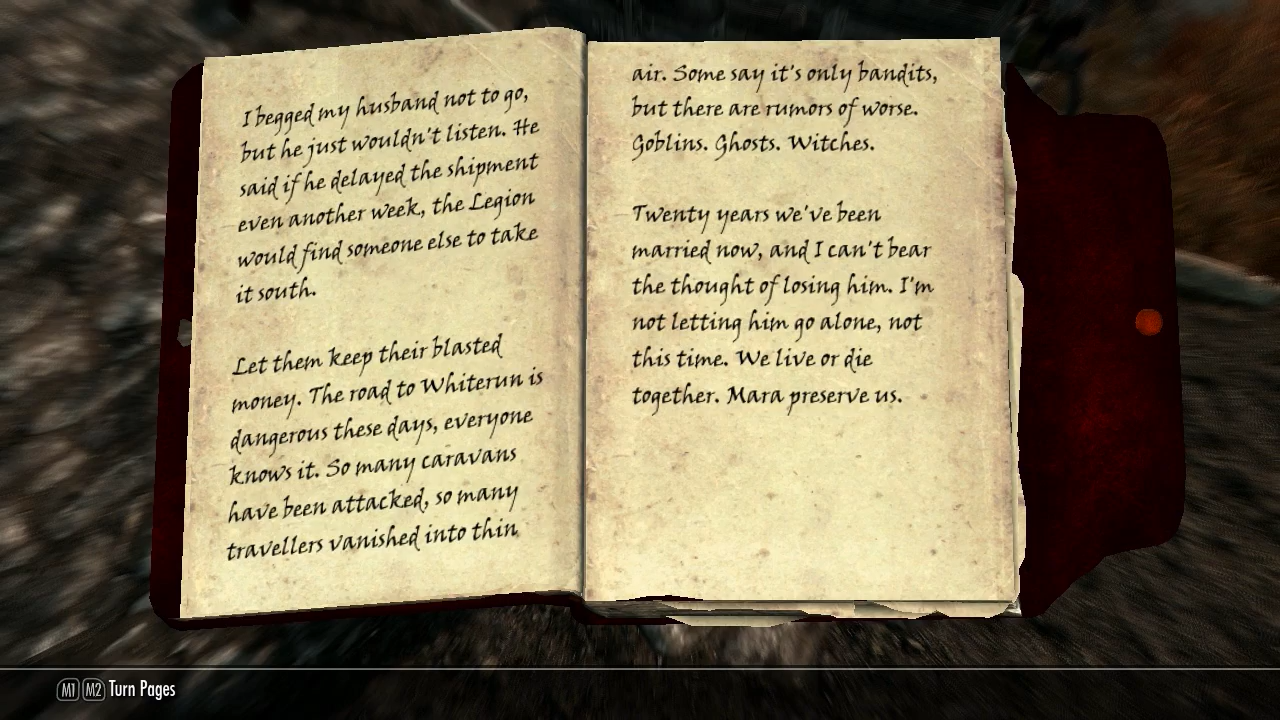 I begged my husband not to go,
but he just wouldn't listen. He
said if he delayed the shipment
even another week, the Legion
would find someone else to take
it south.
Let them keep their blasted
money. The road to Whiterun is
dangerous these days, everyone
knows it. So many caravans
have been attacked, so many
travellers vanished into thin
air. Some say it's only bandits,
but there are rumors of worse.
Goblins. Ghosts. Witches.
Twenty years we've been
married now, and I can't bear
the thought of losing him. I'm
not letting him go alone, not
this time. We live or die
together. Mara preserve us.
M1 M2 Turn Pages